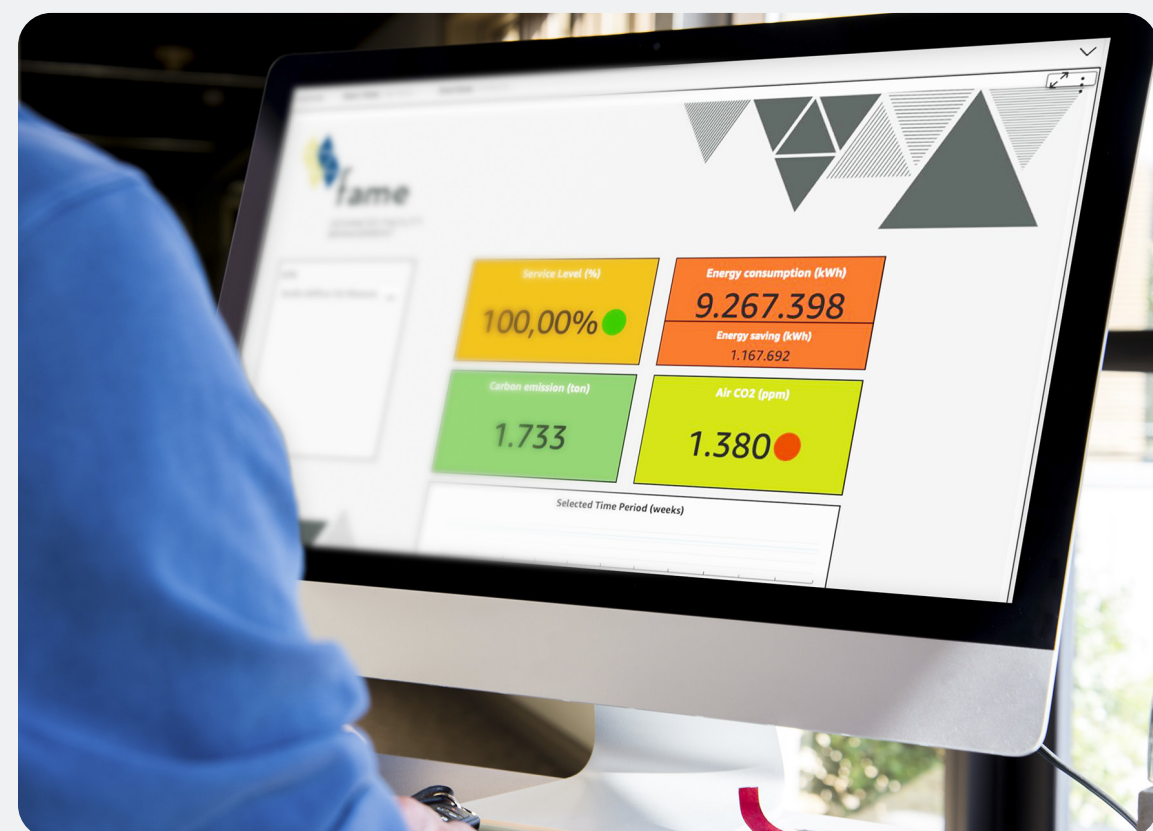 fame
Service Level (%)
100,00%
Energy consumption (kWh)
9.267.398
Energy saving (kWh)
1.167.692
Carbon emission (ton)
1.733
Air CO2 (ppm)
1.380
Selected Time Period (weeks)